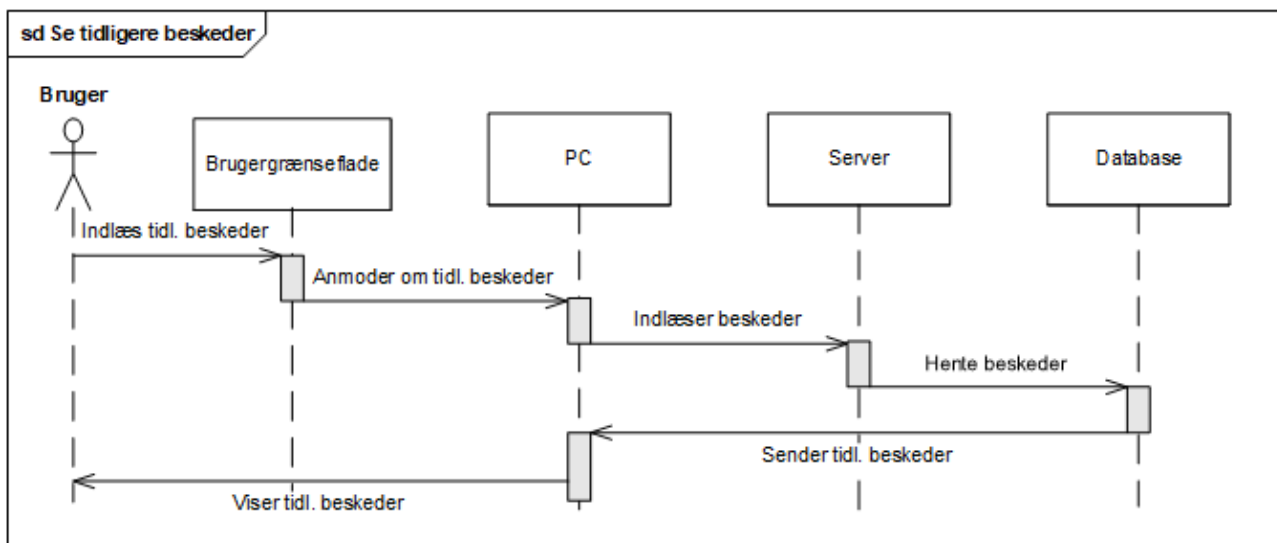 sd Se tidligere beskeder
Bruger
Brugergrænseflade
PC
Server
Database
Indlæs tidl. beskeder
Anmoder om tidl. beskeder
Indlæser beskeder
Hente beskeder
Sender tidl. beskeder
Viser tidl. beskeder